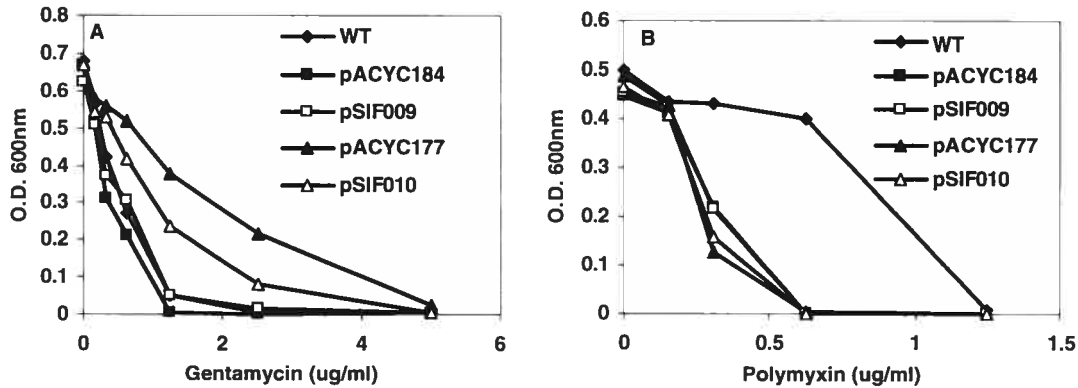 A
O.D. 600nm
0.8
0.7
0.6
0.5
0.4
0.3
0.2
0.1
0
0
2
4
6
Gentamycin (ug/ml)
WT
pACYC184
pSIF009
pACYC177
pSIF010
B
O.D. 600nm
0.6
0.5
0.4
0.3
0.2
0.1
0
0
0.5
1
1.5
Polymyxin (ug/ml)
WT
pACYC184
pSIF009
pACYC177
pSIF010